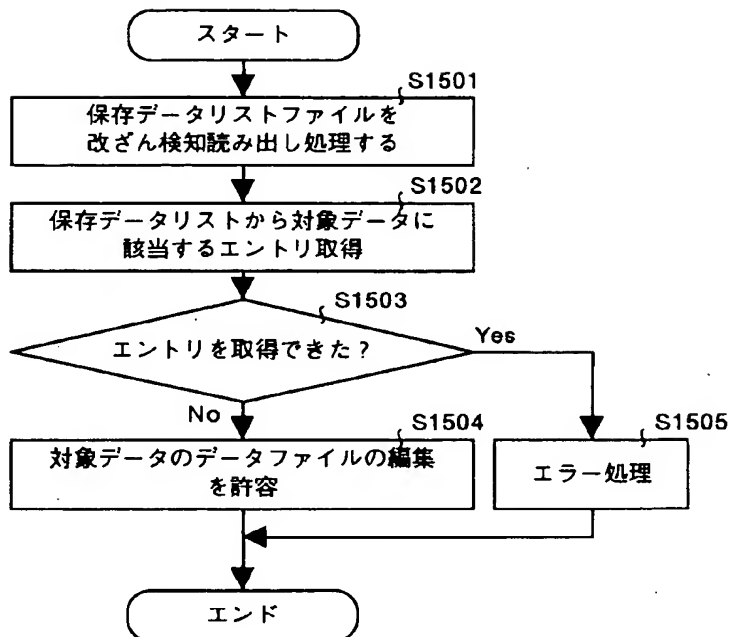 スタート
S1501
保存データリストファイルを
改ざん検知読み出し処理する
S1502
保存データリストから対象データに
該当するエントリ取得
S1503
エントリを取得できた？
Yes
No
S1504
対象データのデータファイルの編集
を許容
S1505
エラー処理
エンド